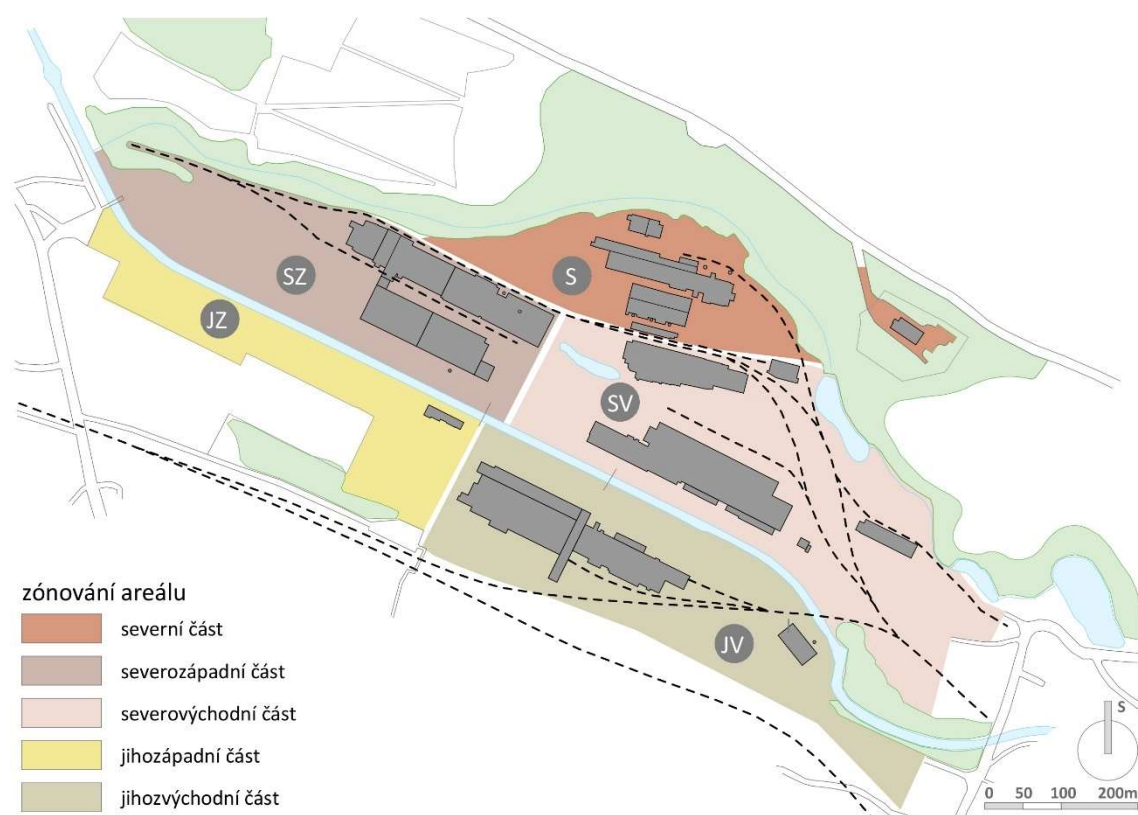 SZ
S
JZ
SV
JV
zónování areálu
severní část
severozápadní část
severovýchodní část
jihozápadní část
jihozvýchodní část
S
0 50 100 200m